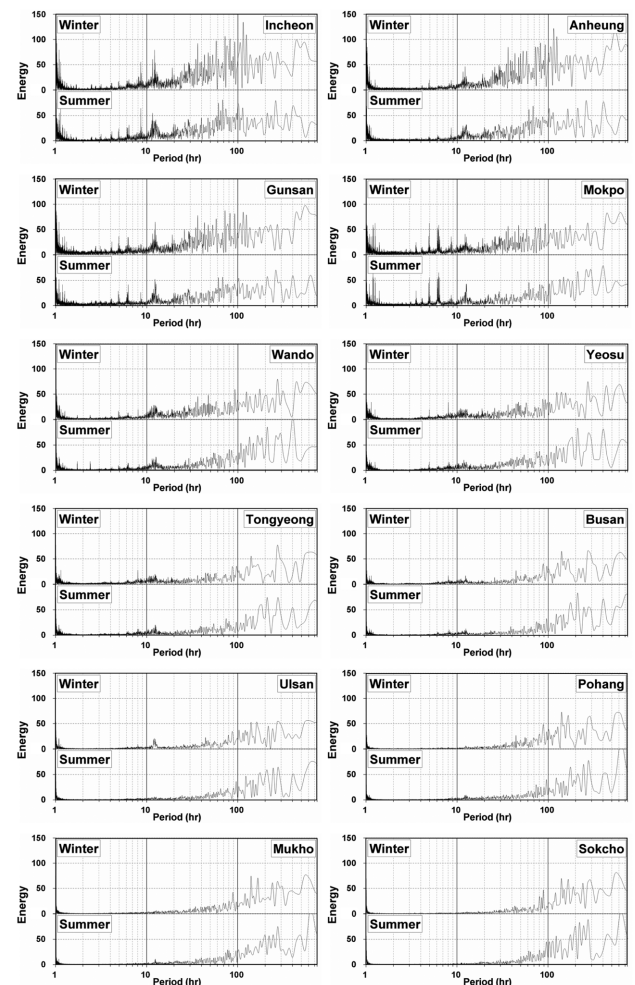 150
Winter
Incheon
100
50
0
Energy
Summer
50
0
1
10
100
Period (hr)
150
Winter
Anheung
100
50
0
Energy
Summer
50
0
1
10
100
Period (hr)
150
Winter
Gunsan
100
50
0
Energy
Summer
50
0
1
10
100
Period (hr)
150
Winter
Mokpo
100
50
0
Energy
Summer
50
0
1
10
100
Period (hr)
150
Winter
Wando
100
50
0
Energy
Summer
50
0
1
10
100
Period (hr)
150
Winter
Yeosu
100
50
0
Energy
Summer
50
0
1
10
100
Period (hr)
150
Winter
Tongyeong
100
50
0
Energy
Summer
50
0
1
10
100
Period (hr)
150
Winter
Busan
100
50
0
Energy
Summer
50
0
1
10
100
Period (hr)
150
Winter
Ulsan
100
50
0
Energy
Summer
50
0
1
10
100
Period (hr)
150
Winter
Pohang
100
50
0
Energy
Summer
50
0
1
10
100
Period (hr)
150
Winter
Mukho
100
50
0
Energy
Summer
50
0
1
10
100
Period (hr)
150
Winter
Sokcho
100
50
0
Energy
Summer
50
0
1
10
100
Period (hr)